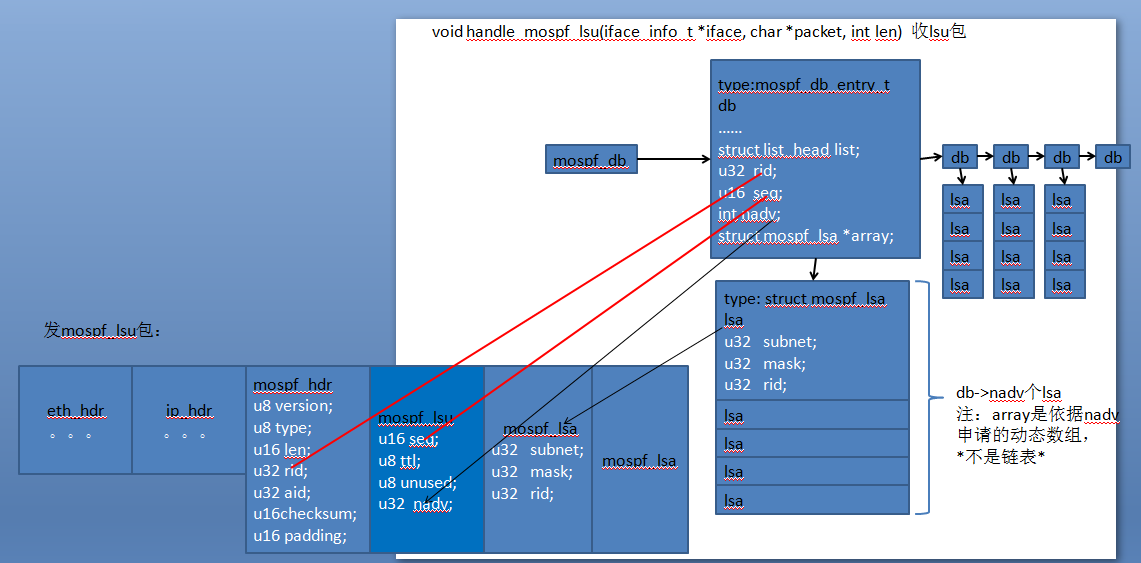 void handle_mospf_lsu(iface_info_t *iface, char *packet, int len)  收lsu包
mospf_db
type:mospf_db_entry_t
db
......
struct list_head list;
u32  rid;
u16  seq;
int nadv;
struct mospf_lsa *array;
db
db
db
db
lsa
lsa
lsa
lsa
lsa
lsa
lsa
lsa
lsa
lsa
lsa
lsa
type: struct mospf_lsa
lsa
u32   subnet;
u32   mask;
u32   rid;
lsa
lsa
lsa
lsa
db->nadv个lsa
注：array是依据nadv
申请的动态数组，
*不是链表*
发mospf_lsu包：
eth_hdr
。。。
ip_hdr
。。。
mospf_hdr
u8 version;
u8 type;
u16 len;
u32 rid;
u32 aid;
u16checksum;
u16 padding;
mospf_lsu
u16 seq;
u8 ttl;
u8 unused;
u32  nadv;
mospf_lsa
u32   subnet;
u32   mask;
u32   rid;
mospf_lsa